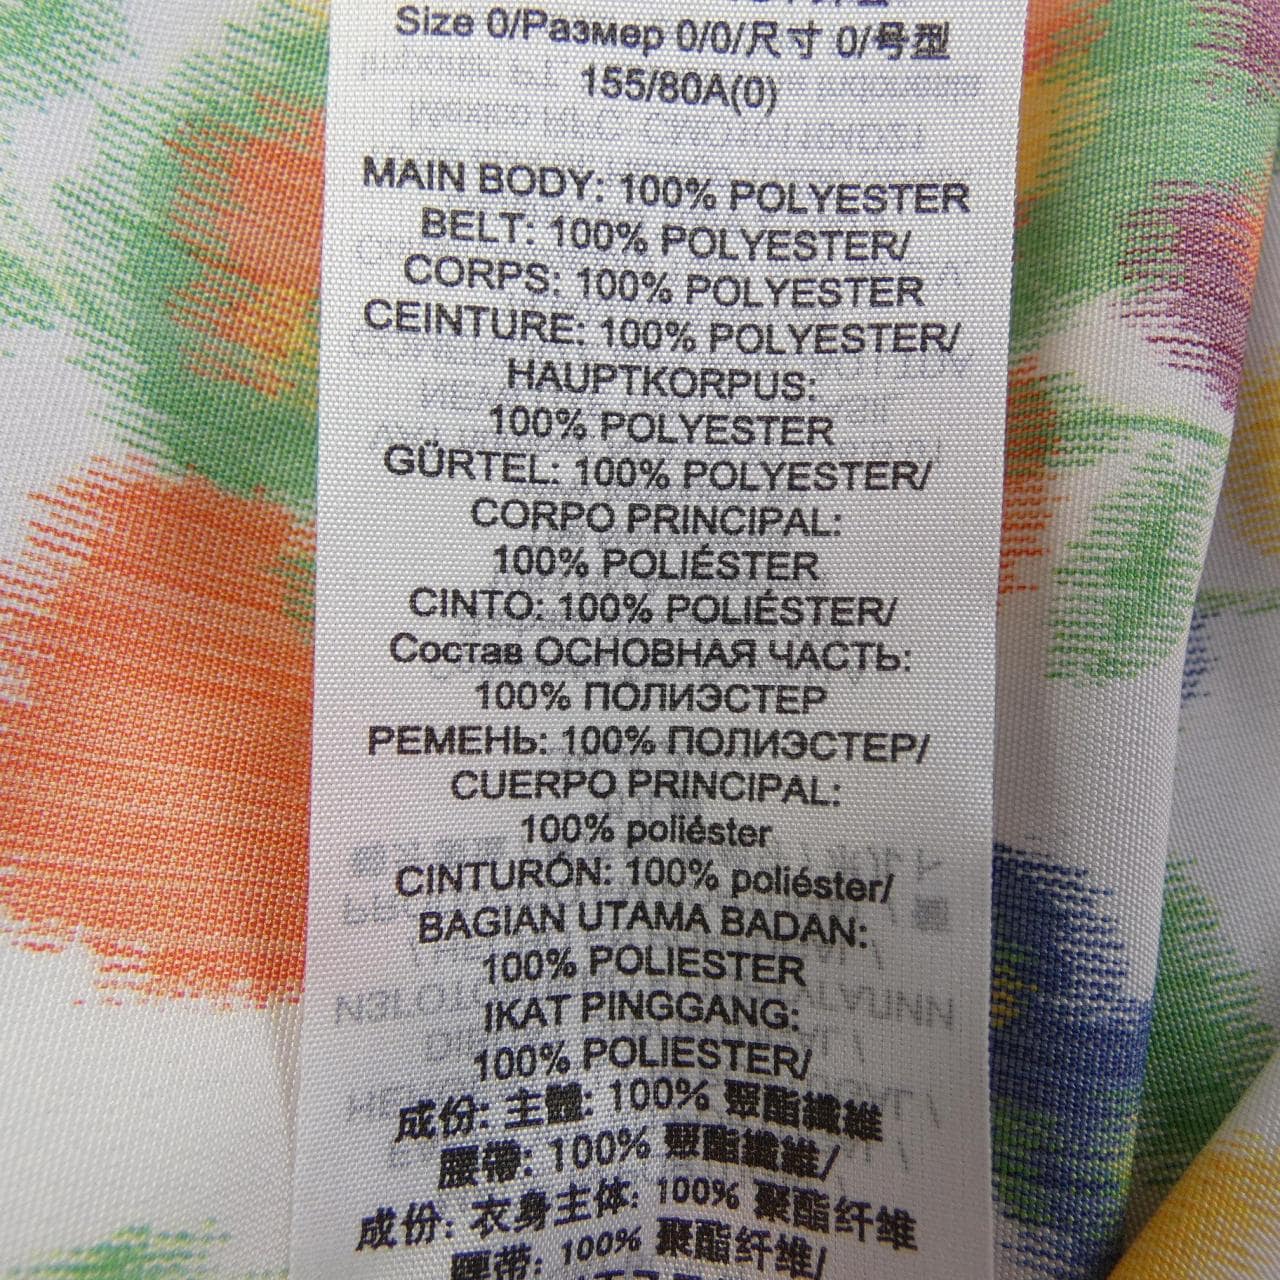 Size 0/Размер 0/0/尺寸 0/号型
155/80A(0)
MAIN BODY: 100% POLYESTER
BELT: 100% POLYESTER/
CORPS: 100% POLYESTER
CEINTURE: 100% POLYESTER/
HAUPTKORPUS:
100% POLYESTER
GÜRTEL: 100% POLYESTER/
CORPO PRINCIPAL:
100% POLIÉSTER
CINTO: 100% POLIÉSTER/
Состав ОСНОВНАЯ ЧАСТЬ:
100% ПОЛИЭСТЕР
РЕМЕНЬ: 100% ПОЛИЭСТЕР/
CUERPO PRINCIPAL:
100% poliéster
CINTURÓN: 100% poliéster/
BAGIAN UTAMA BADAN:
100% POLIESTER
IKAT PINGGANG:
100% POLIESTER/
成份: 主體: 100% 聚酯纖維
腰帶: 100% 聚酯纖維/
成份: 衣身主体: 100% 聚酯纤维
腰带: 100% 聚酯纤维/